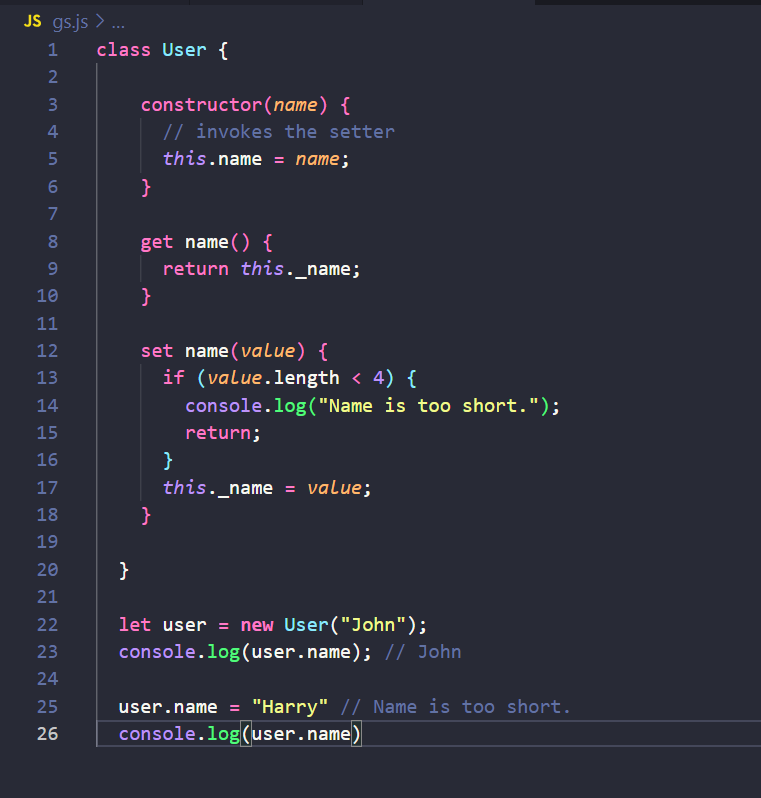 JS gs.js > ...
1 class User {
2
3 constructor(name) {
4 // invokes the setter
5 this.name = name;
6 }
7
8 get name() {
9 return this._name;
10 }
11
12 set name(value) {
13 if (value.length < 4) {
14 console.log("Name is too short.");
15 return;
16 }
17 this._name = value;
18 }
19
20 }
21
22 let user = new User("John");
23 console.log(user.name); // John
24
25 user.name = "Harry" // Name is too short.
26 console.log(user.name)